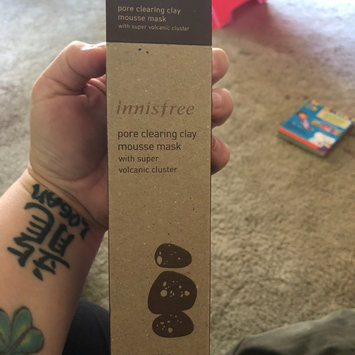 pore clearing clay
mousse mask
with super volcanic cluster
innisfree
pore clearing clay
mousse mask
with super
volcanic cluster
LOGAN